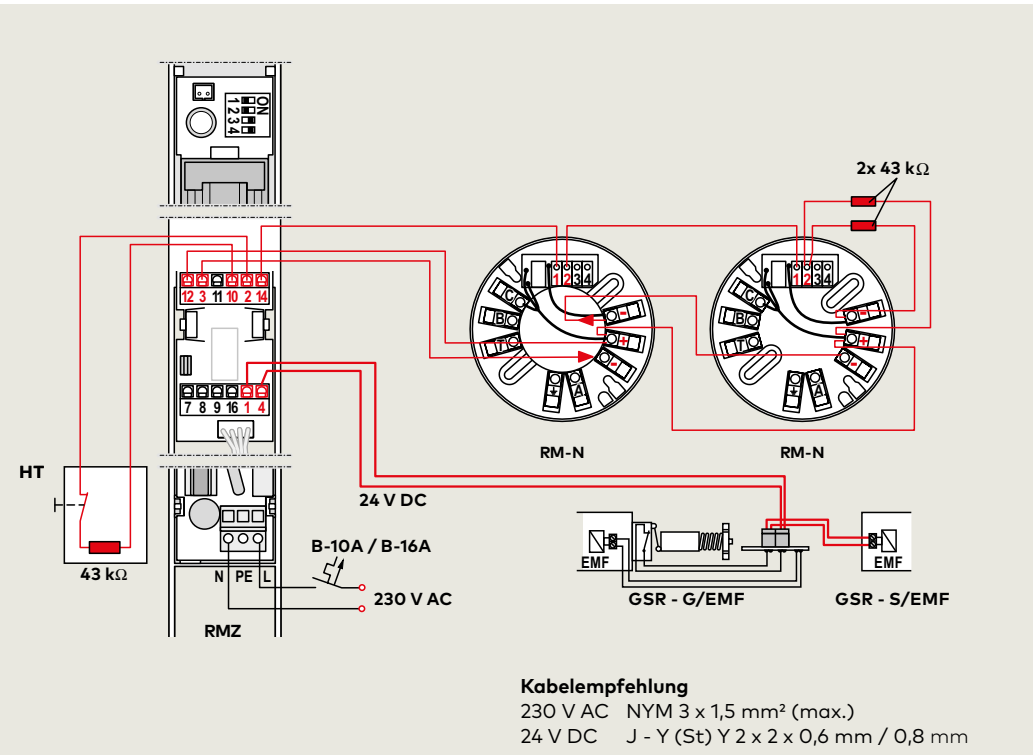 ON
1
2
3
4
2x 43 kΩ
12 3 11 10 2 14
1 2 3 4
1 2 3 4
C
B
T
-
+
-
A
C
B
T
-
+
-
A
7 8 9 16 1 4
RM-N
RM-N
HT
24 V DC
43 kΩ
B-10A / B-16A
N PE L
230 V AC
RMZ
EMF
EMF
GSR - G/EMF
GSR - S/EMF
Kabelempfehlung
230 V AC NYM 3 x 1,5 mm² (max.)
24 V DC J - Y (St) Y 2 x 2 x 0,6 mm / 0,8 mm